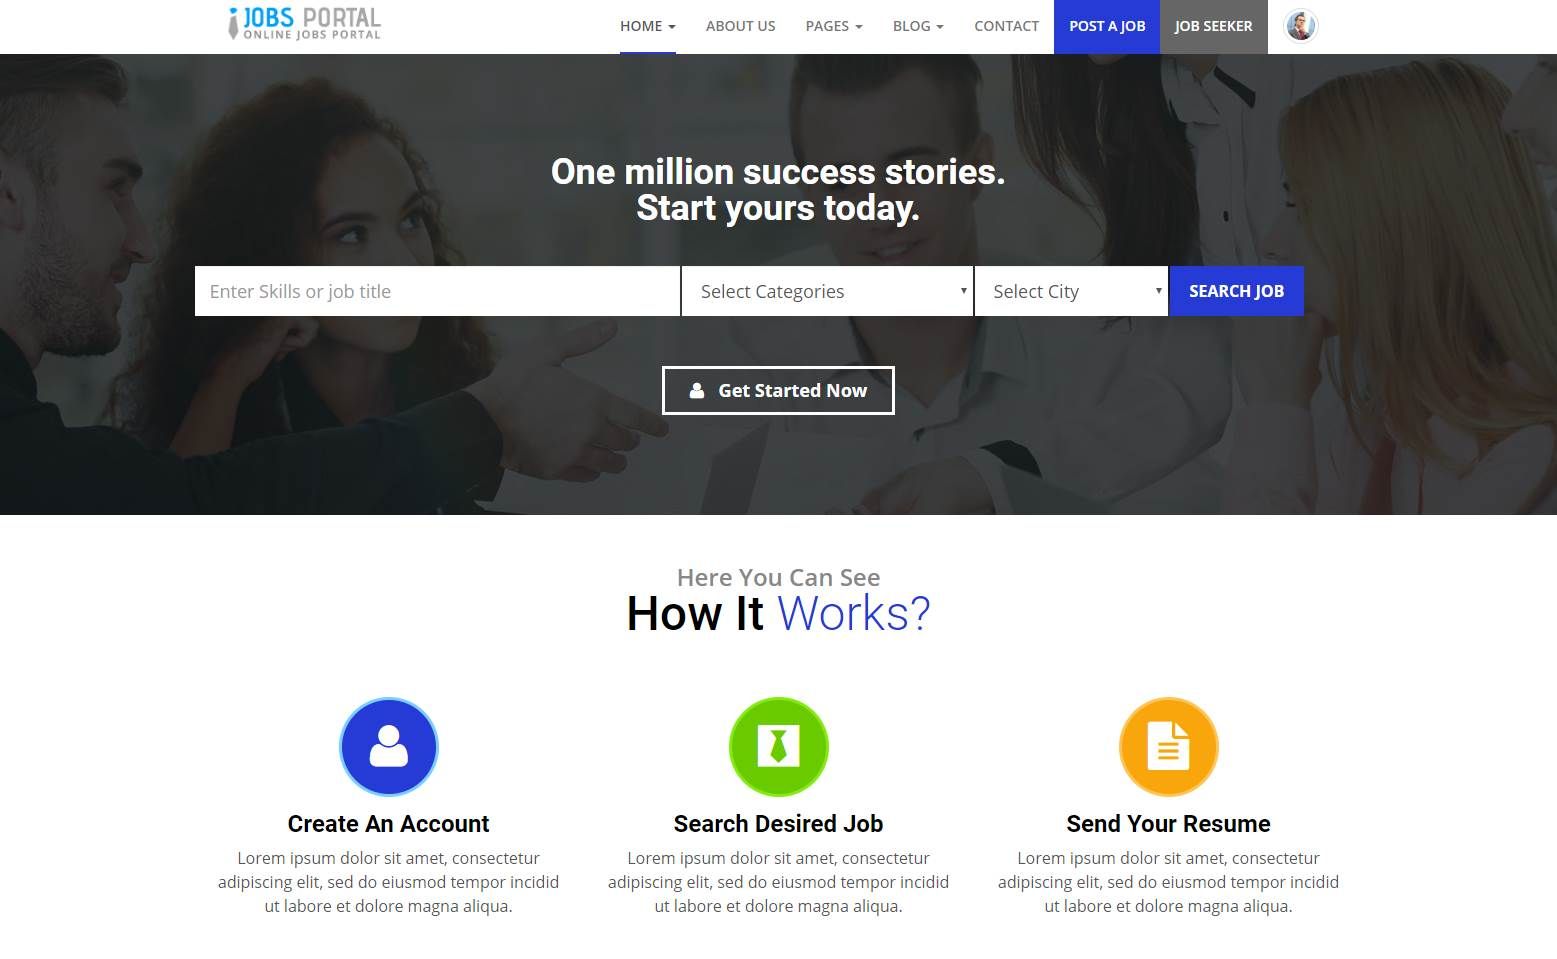 JOBS PORTAL
ONLINE JOBS PORTAL
HOME ABOUT US PAGES BLOG CONTACT POST A JOB JOB SEEKER
One million success stories.
Start yours today.
Enter Skills or job title Select Categories Select City SEARCH JOB
Get Started Now
Here You Can See
How It Works?
Create An Account
Lorem ipsum dolor sit amet, consectetur
adipiscing elit, sed do eiusmod tempor incidid
ut labore et dolore magna aliqua.
Search Desired Job
Lorem ipsum dolor sit amet, consectetur
adipiscing elit, sed do eiusmod tempor incidid
ut labore et dolore magna aliqua.
Send Your Resume
Lorem ipsum dolor sit amet, consectetur
adipiscing elit, sed do eiusmod tempor incidid
ut labore et dolore magna aliqua.